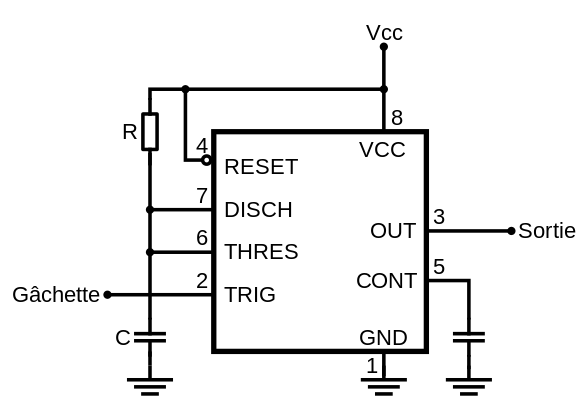 Vcc
8
VCC
R
4
RESET
7
DISCH
3
OUT
Sortie
6
THRES
5
CONT
2
TRIG
Gâchette
C
GND
1